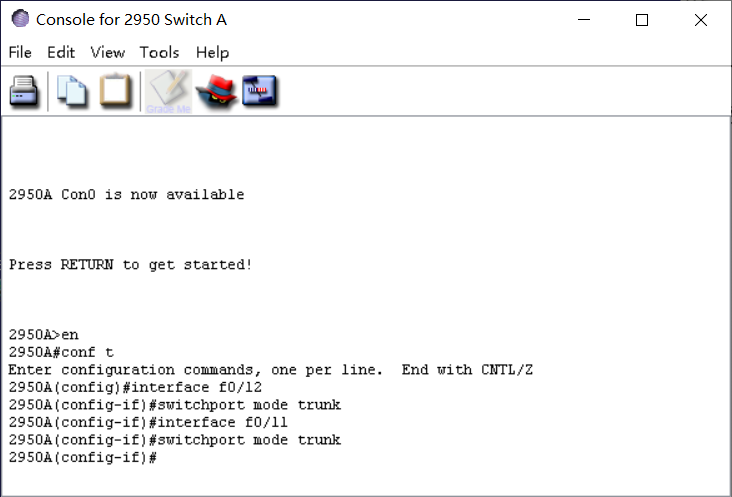 Console for 2950 Switch A
File Edit View Tools Help
Grade Me
2950A Con0 is now available
Press RETURN to get started!
2950A>en
2950A#conf t
Enter configuration commands, one per line.  End with CNTL/Z
2950A(config)#interface f0/12
2950A(config-if)#switchport mode trunk
2950A(config-if)#interface f0/11
2950A(config-if)#switchport mode trunk
2950A(config-if)#